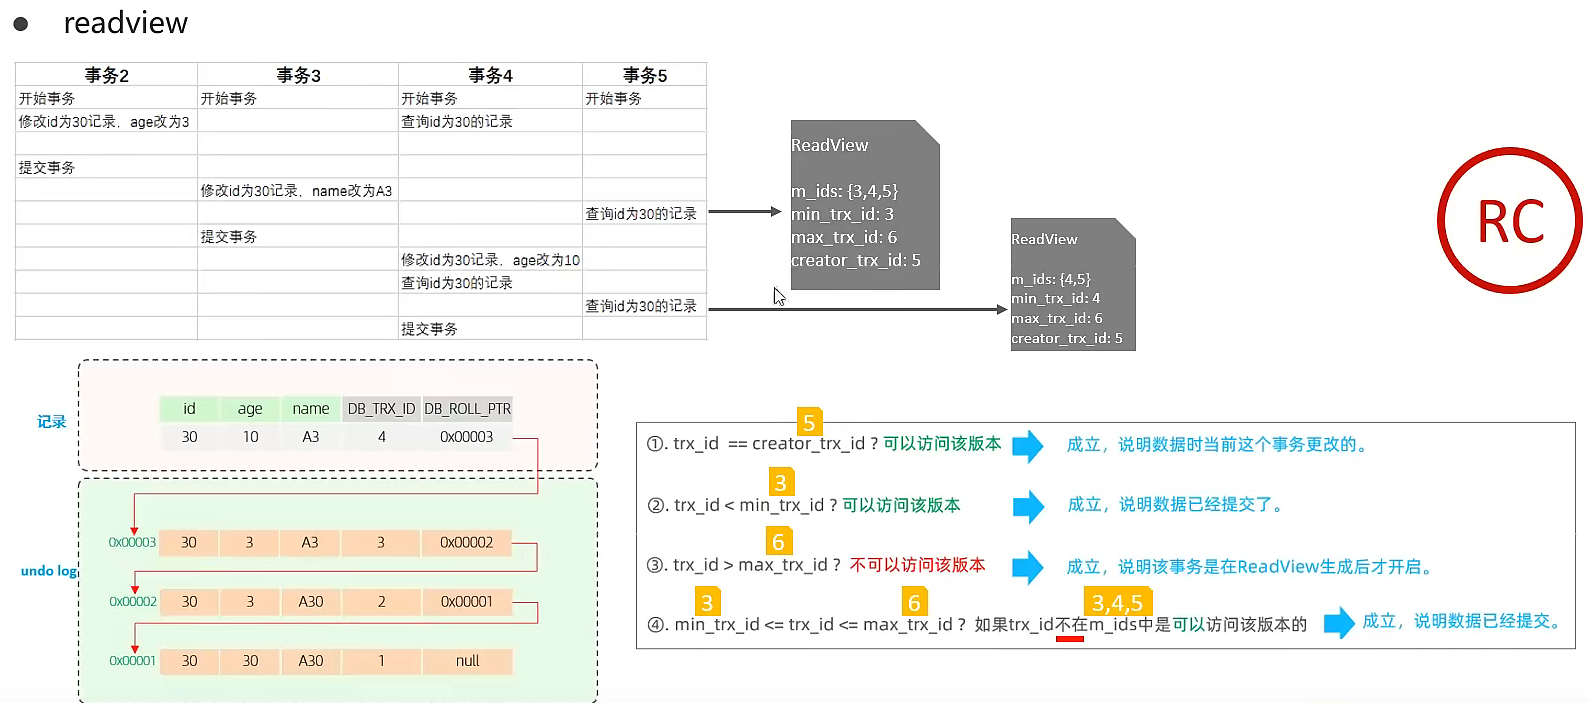 ● readview
事务2 事务3 事务4 事务5
开始事务 开始事务 开始事务 开始事务
修改id为30记录，age改为3 查询id为30的记录
提交事务
修改id为30记录，name改为A3
查询id为30的记录
提交事务
修改id为30记录，age改为10
查询id为30的记录
查询id为30的记录
提交事务
ReadView
m_ids: {3,4,5}
min_trx_id: 3
max_trx_id: 6
creator_trx_id: 5
ReadView
m_ids: {4,5}
min_trx_id: 4
max_trx_id: 6
creator_trx_id: 5
RC
记录
id age name DB_TRX_ID DB_ROLL_PTR
30 10 A3 4 0x00003
undo log
0x00003 30 3 A3 3 0x00002
0x00002 30 3 A30 2 0x00001
0x00001 30 30 A30 1 null
5
①. trx_id == creator_trx_id ? 可以访问该版本 成立，说明数据时当前这个事务更改的。
3
②. trx_id < min_trx_id ? 可以访问该版本 成立，说明数据已经提交了。
6
③. trx_id > max_trx_id ? 不可以访问该版本 成立，说明该事务是在ReadView生成后才开启。
3 6 3,4,5
④. min_trx_id <= trx_id <= max_trx_id ? 如果trx_id不在m_ids中是可以访问该版本的 成立，说明数据已经提交。